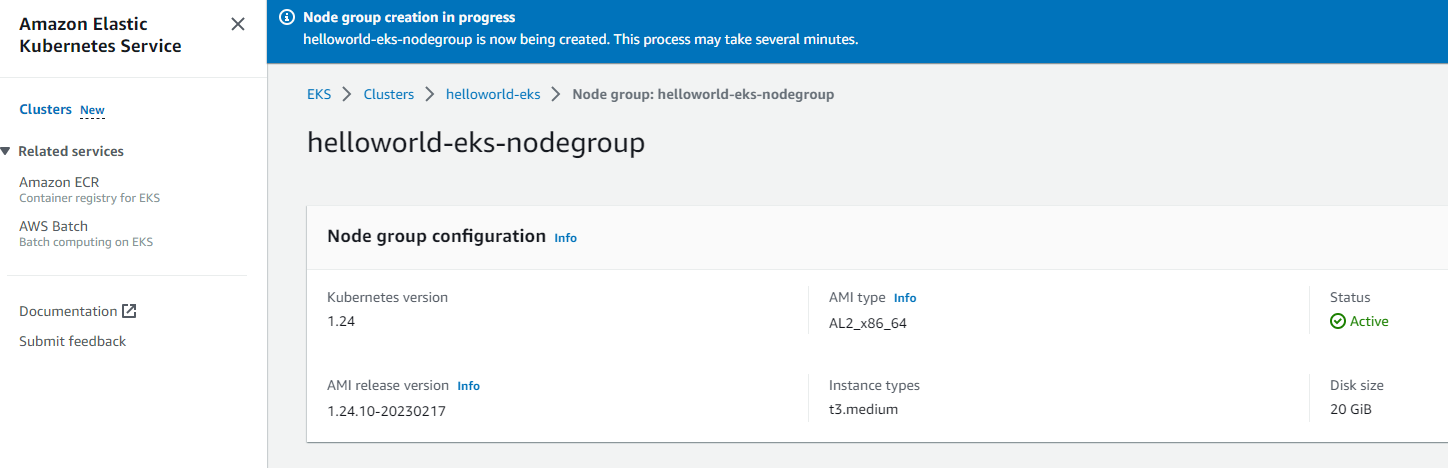 Amazon Elastic
Kubernetes Service
Clusters New
Related services
Amazon ECR
Container registry for EKS
AWS Batch
Batch computing on EKS
Documentation
Submit feedback
Node group creation in progress
helloworld-eks-nodegroup is now being created. This process may take several minutes.
EKS Clusters helloworld-eks Node group: helloworld-eks-nodegroup
helloworld-eks-nodegroup
Node group configuration Info
Kubernetes version
1.24
AMI type Info
AL2_x86_64
Status
Active
AMI release version Info
1.24.10-20230217
Instance types
t3.medium
Disk size
20 GiB